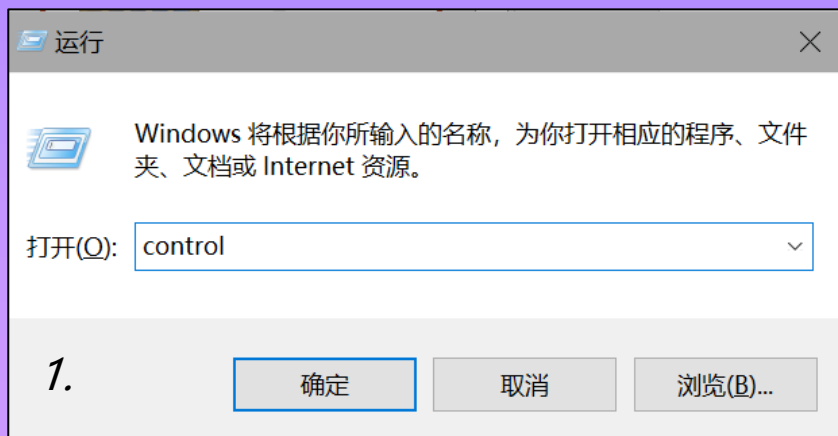 运行
Windows 将根据你所输入的名称，为你打开相应的程序、文件
夹、文档或 Internet 资源。
打开(O): control
1. 确定 取消 浏览(B)...